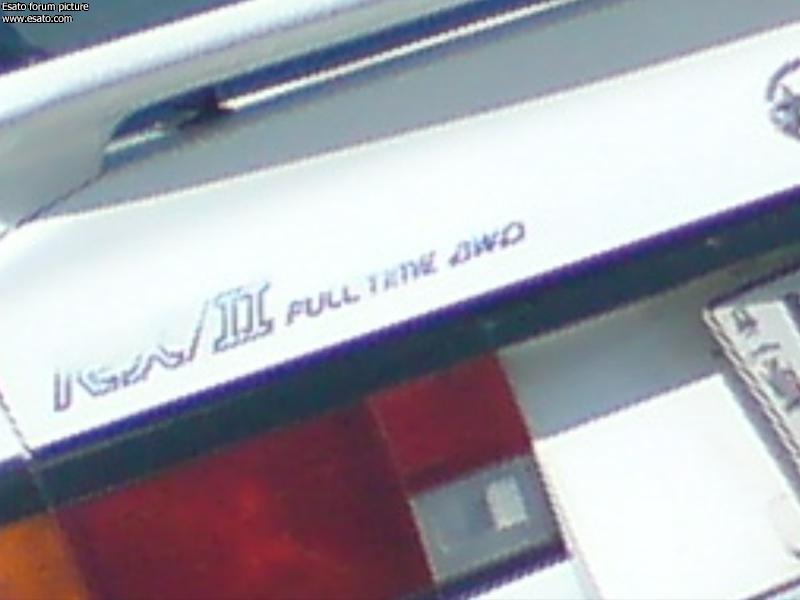 Esato forum picture
www.esato.com
RX/II FULL TIME 4WD